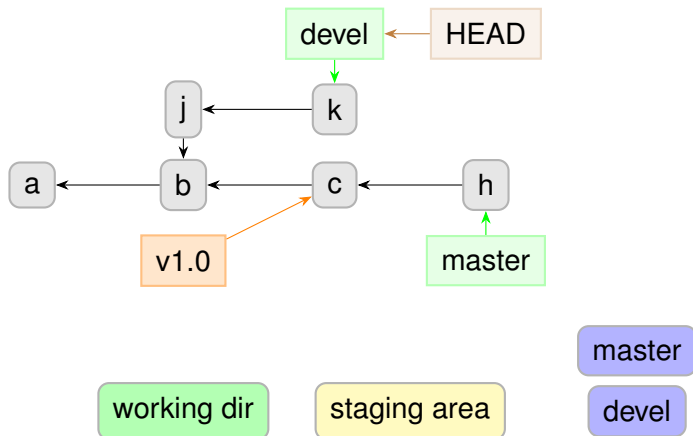 devel HEAD
j k
a b c h
v1.0 master
master
working dir staging area devel